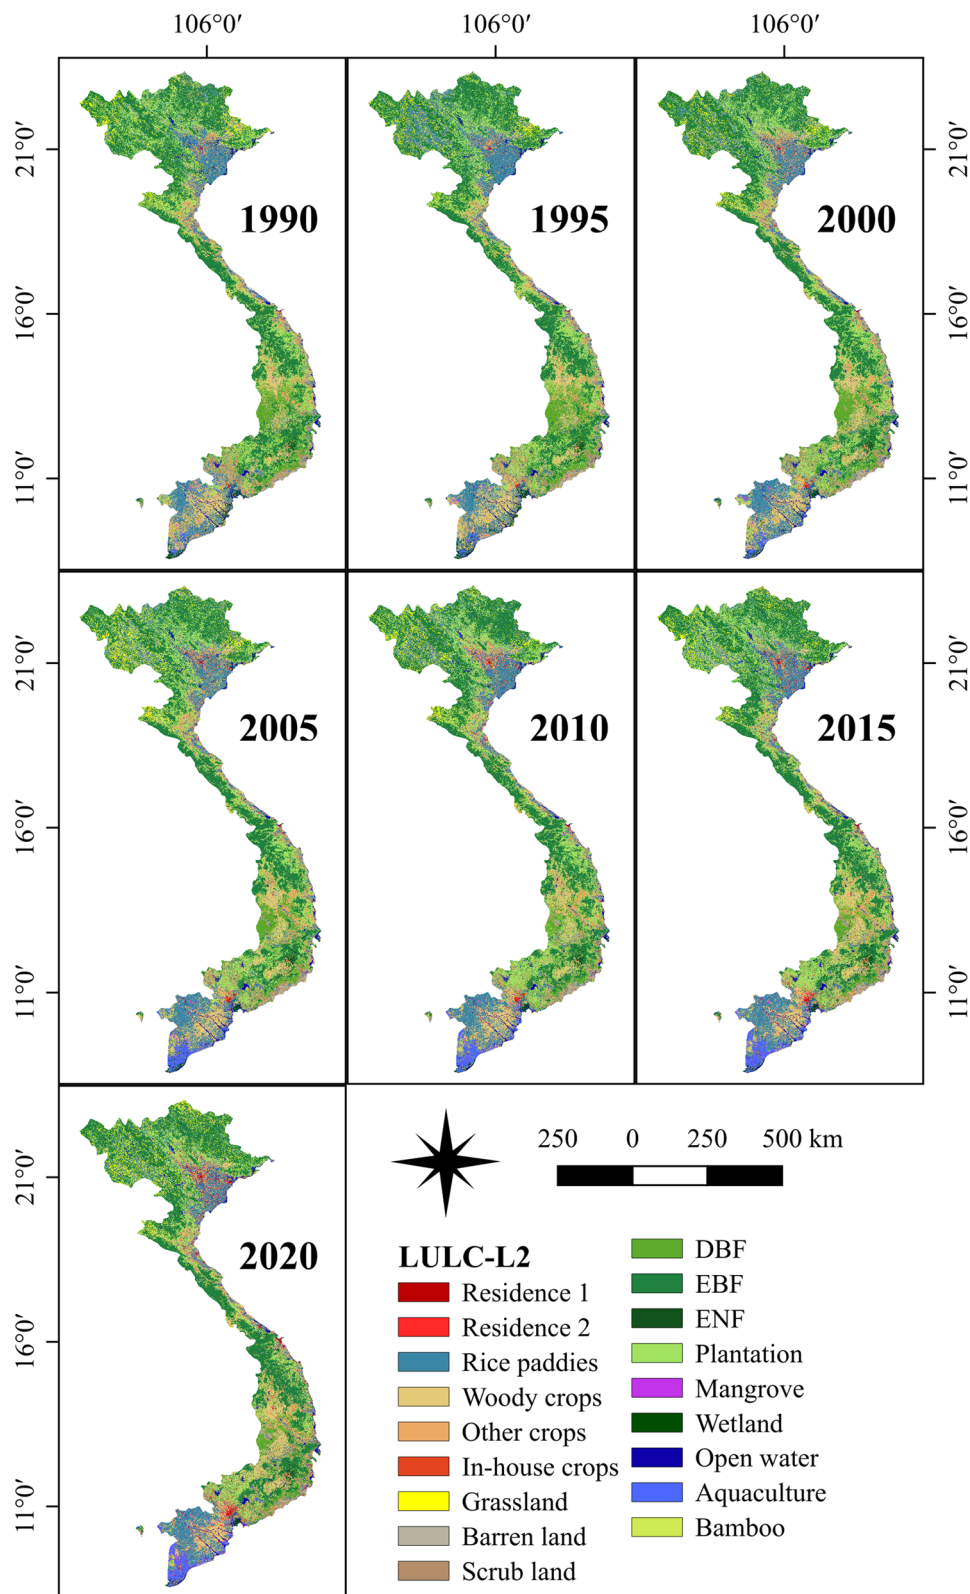 106°0′ 106°0′ 106°0′
21°0′ 21°0′
1990 1995 2000
16°0′ 16°0′
11°0′ 11°0′
21°0′ 21°0′
2005 2010 2015
16°0′ 16°0′
11°0′ 11°0′
21°0′
2020
16°0′
11°0′
250 0 250 500 km
LULC-L2
Residence 1
Residence 2
Rice paddies
Woody crops
Other crops
In-house crops
Grassland
Barren land
Scrub land
DBF
EBF
ENF
Plantation
Mangrove
Wetland
Open water
Aquaculture
Bamboo